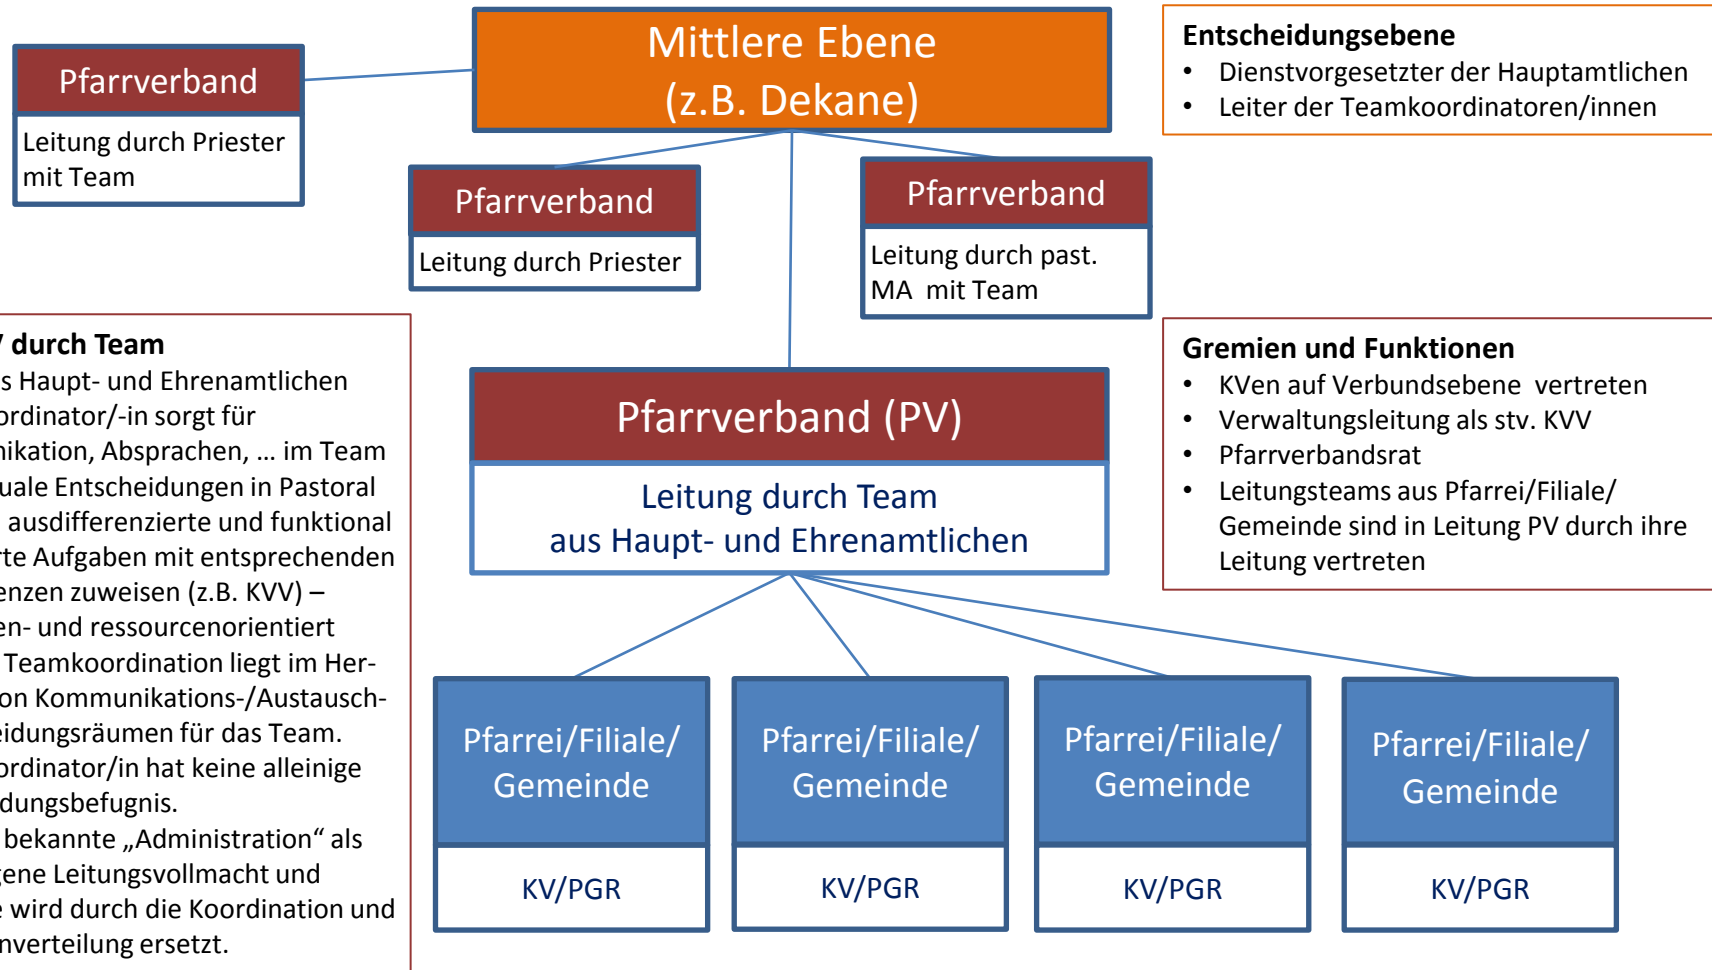 Mittlere Ebene
(z.B. Dekane)
Entscheidungsebene
• Dienstvorgesetzter der Hauptamtlichen
• Leiter der Teamkoordinatoren/innen
Pfarrverband
Leitung durch Priester
mit Team
Pfarrverband
Leitung durch Priester
Pfarrverband
Leitung durch past.
MA mit Team
durch Team
Haupt- und Ehrenamtlichen
ordinator/-in sorgt für
nikation, Absprachen, ... im Team
uale Entscheidungen in Pastoral
ausdifferenzierte und funktional
rte Aufgaben mit entsprechenden
enzen zuweisen (z.B. KVV) –
en- und ressourcenorientiert
Teamkoordination liegt im Her-
on Kommunikations-/Austausch-
eidungsräumen für das Team.
ordinator/in hat keine alleinige
dungsbefugnis.
bekannte „Administration“ als
gene Leitungsvollmacht und
e wird durch die Koordination und
nverteilung ersetzt.
Pfarrverband (PV)
Leitung durch Team
aus Haupt- und Ehrenamtlichen
Gremien und Funktionen
• KVen auf Verbundsebene vertreten
• Verwaltungsleitung als stv. KVV
• Pfarrverbandsrat
• Leitungsteams aus Pfarrei/Filiale/
Gemeinde sind in Leitung PV durch ihre
Leitung vertreten
Pfarrei/Filiale/
Gemeinde
KV/PGR
Pfarrei/Filiale/
Gemeinde
KV/PGR
Pfarrei/Filiale/
Gemeinde
KV/PGR
Pfarrei/Filiale/
Gemeinde
KV/PGR